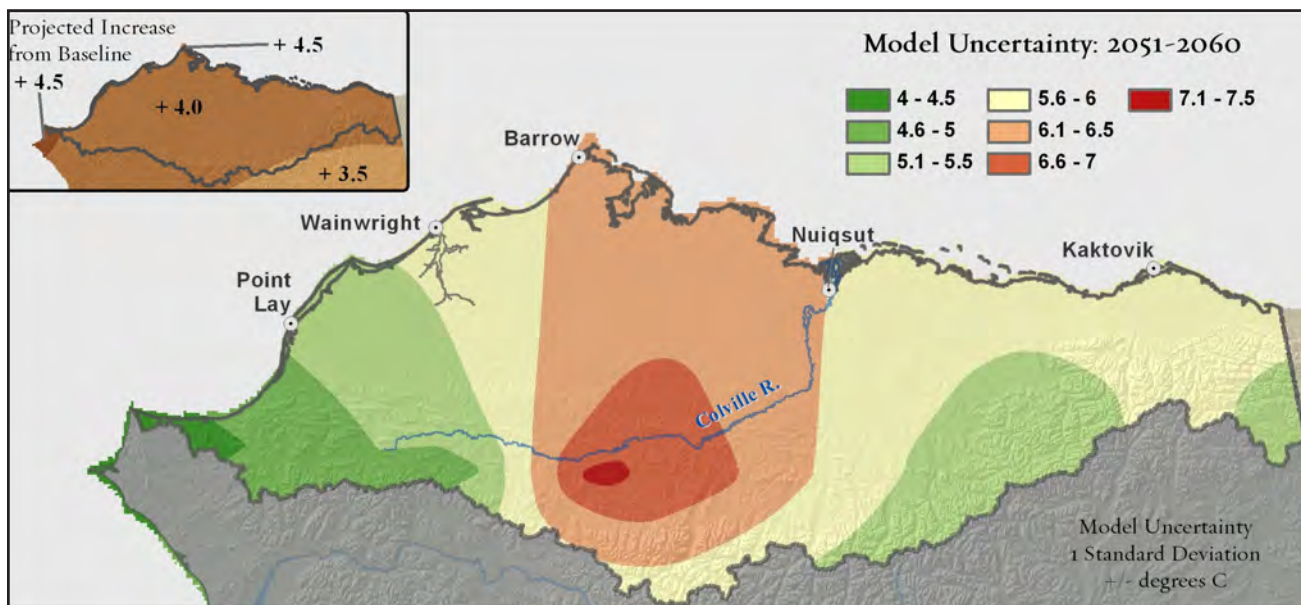 Projected Increase
from Baseline
+ 4.5
+ 4.5
+ 4.0
+ 3.5
Model Uncertainty: 2051-2060
4 - 4.5
5.6 - 6
7.1 - 7.5
4.6 - 5
6.1 - 6.5
5.1 - 5.5
6.6 - 7
Barrow
Wainwright
Nuiqsut
Kaktovik
Point
Lay
Colville R.
Model Uncertainty
1 Standard Deviation
+/- degrees C